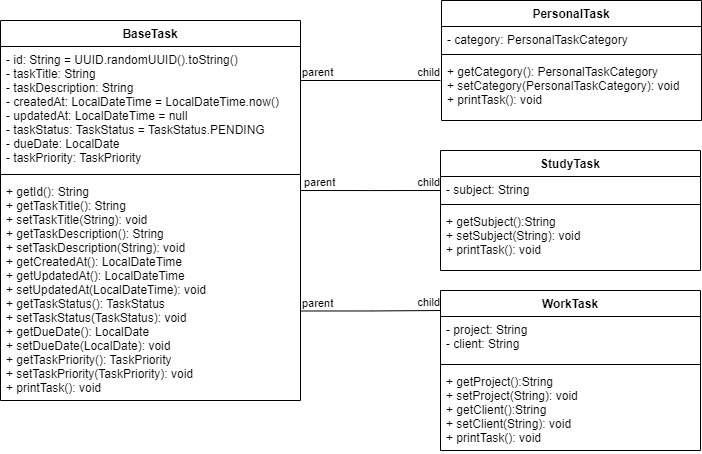 BaseTask
- id: String = UUID.randomUUID().toString()
- taskTitle: String
- taskDescription: String
- createdAt: LocalDateTime = LocalDateTime.now()
- updatedAt: LocalDateTime = null
- taskStatus: TaskStatus = TaskStatus.PENDING
- dueDate: LocalDate
- taskPriority: TaskPriority
+ getId(): String
+ getTaskTitle(): String
+ setTaskTitle(String): void
+ getTaskDescription(): String
+ setTaskDescription(String): void
+ getCreatedAt(): LocalDateTime
+ getUpdatedAt(): LocalDateTime
+ setUpdatedAt(LocalDateTime): void
+ getTaskStatus(): TaskStatus
+ setTaskStatus(TaskStatus): void
+ getDueDate(): LocalDate
+ setDueDate(LocalDate): void
+ getTaskPriority(): TaskPriority
+ setTaskPriority(TaskPriority): void
+ printTask(): void
parent child
PersonalTask
- category: PersonalTaskCategory
+ getCategory(): PersonalTaskCategory
+ setCategory(PersonalTaskCategory): void
+ printTask(): void
parent child
StudyTask
- subject: String
+ getSubject():String
+ setSubject(String): void
+ printTask(): void
parent child
WorkTask
- project: String
- client: String
+ getProject():String
+ setProject(String): void
+ getClient():String
+ setClient(String): void
+ printTask(): void